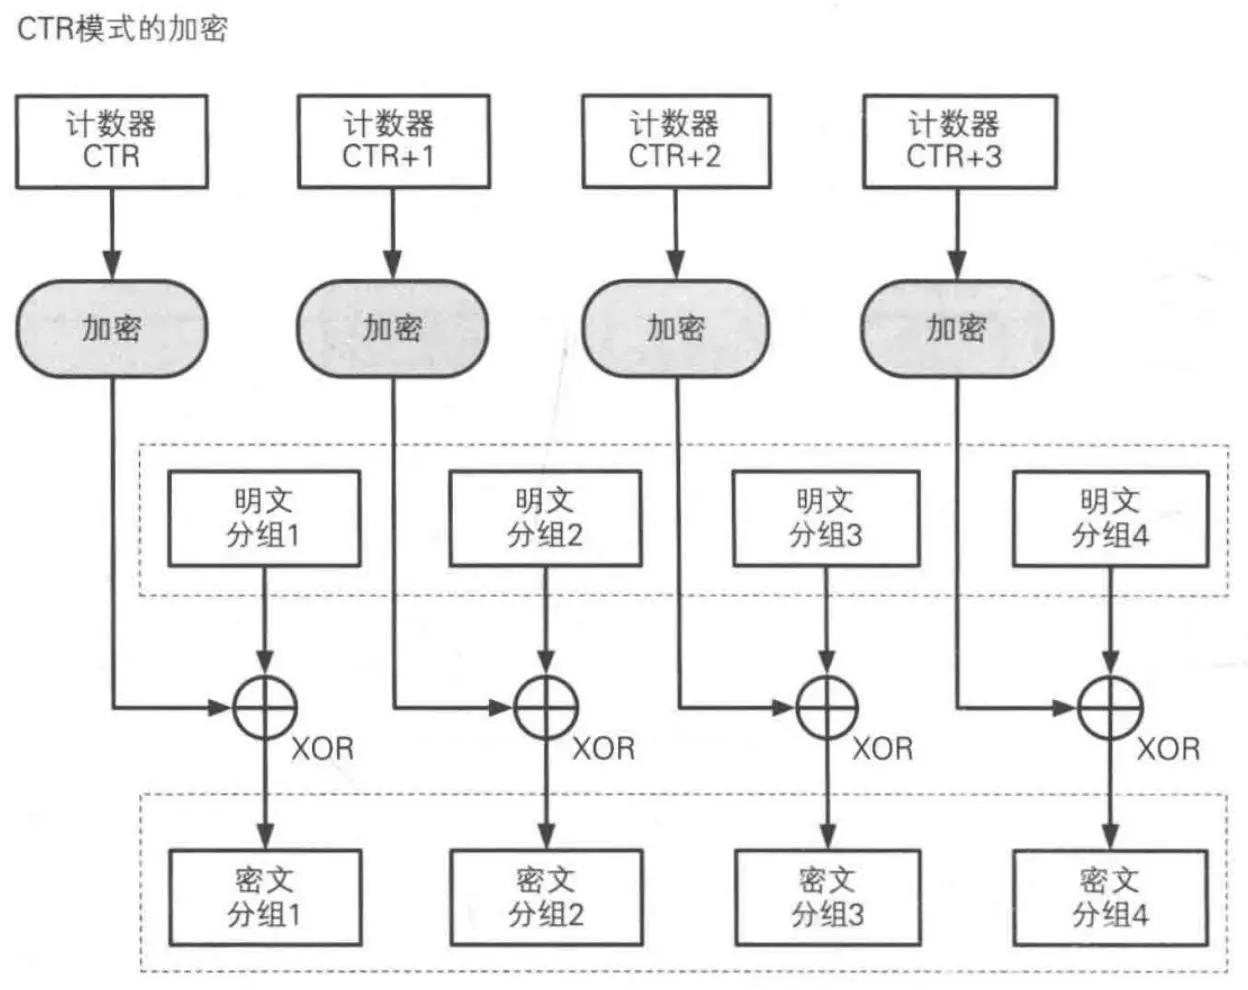 CTR模式的加密
计数器
CTR
计数器
CTR+1
计数器
CTR+2
计数器
CTR+3
加密
加密
加密
加密
明文
分组1
明文
分组2
明文
分组3
明文
分组4
XOR
XOR
XOR
XOR
密文
分组1
密文
分组2
密文
分组3
密文
分组4